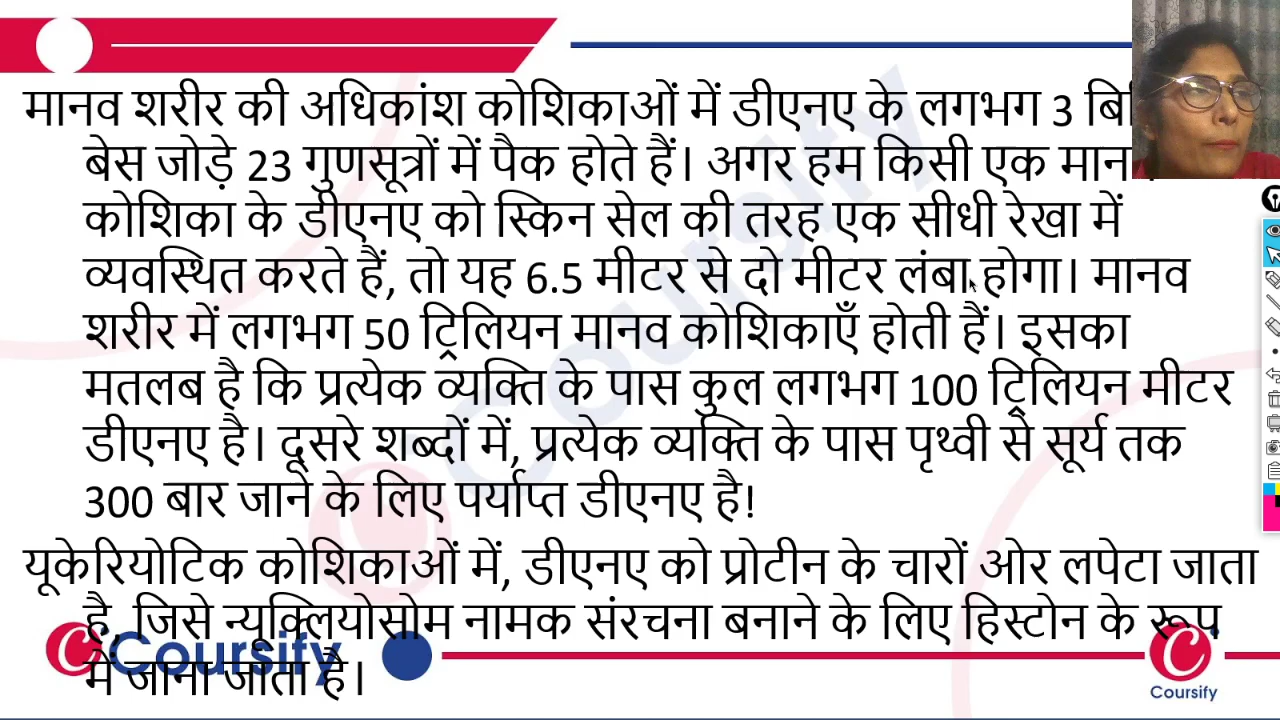 मानव शरीर की अधिकांश कोशिकाओं में डीएनए के लगभग 3
बेस जोड़े 23 गुणसूत्रों में पैक होते हैं। अगर हम किसी एक
कोशिका के डीएनए को स्किन सेल की तरह एक सीधी रेखा में
व्यवस्थित करते हैं, तो यह 6.5 मीटर से दो मीटर लंबा होगा। मानव
शरीर में लगभग 50 ट्रिलियन मानव कोशिकाएँ होती हैं। इसका
मतलब है कि प्रत्येक व्यक्ति के पास कुल लगभग 100 ट्रिलियन मीटर
डीएनए है। दूसरे शब्दों में, प्रत्येक व्यक्ति के पास पृथ्वी से सूर्य तक
300 बार जाने के लिए पर्याप्त डीएनए है!
यूकेरियोटिक कोशिकाओं में, डीएनए को प्रोटीन के चारों ओर लपेटा जाता
है, जिसे न्यूक्लियोसोम नामक संरचना बनाने के लिए हिस्टोन के रूप
में जाना जाता है।
Coursify
Coursify
Coursify